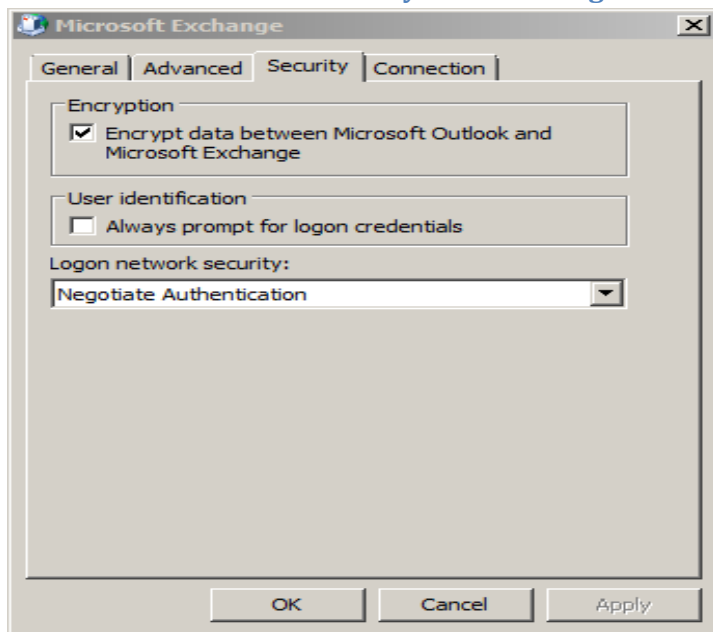 Microsoft Exchange
General
Advanced
Security
Connection
Encryption
Encrypt data between Microsoft Outlook and
Microsoft Exchange
User identification
Always prompt for logon credentials
Logon network security:
Negotiate Authentication
OK
Cancel
Apply